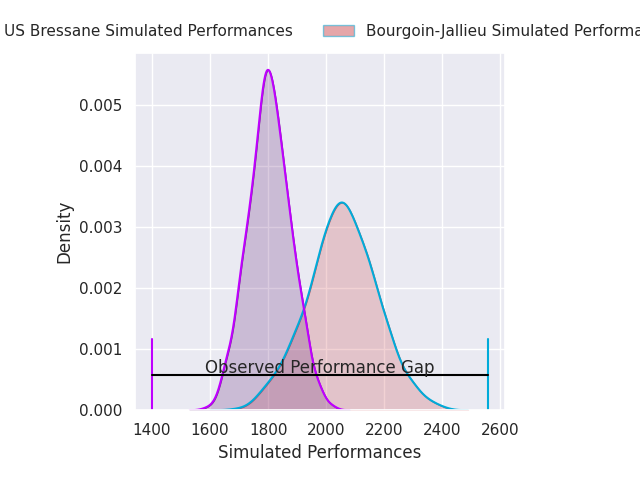 US Bressane Simulated Performances
Bourgoin-Jallieu Simulated Performa
0.005
0.004
0.003
0.002
0.001
0.000
Density
Observed Performance Gap
1400 1600 1800 2000 2200 2400 2600
Simulated Performances